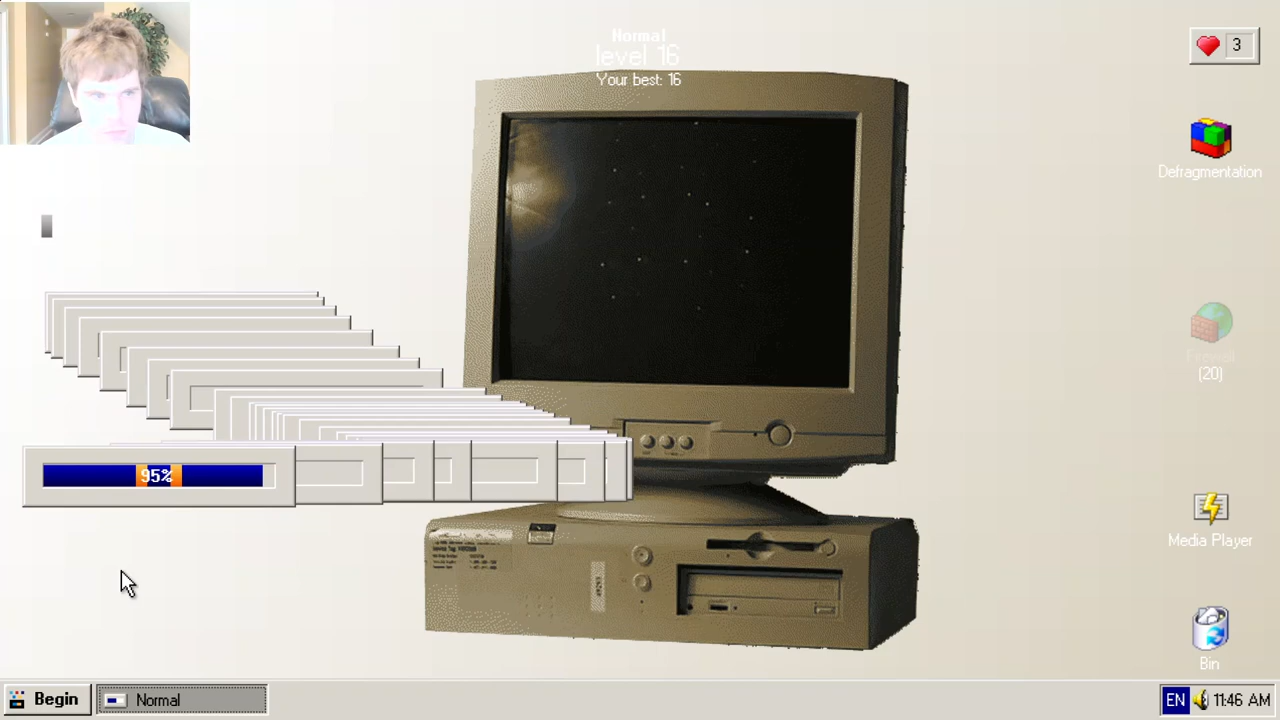 Normal
level 16
Your best: 16
3
Defragmentation
Firewall
(20)
95%
Media Player
Bin
Begin
Normal
EN
11:46 AM